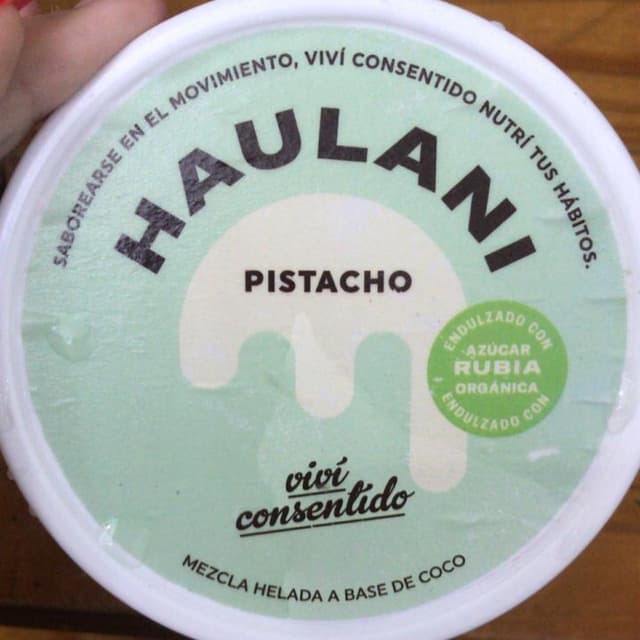 SABOREARSE EN EL MOVIMIENTO, VIVÍ CONSENTIDO NUTRÍ TUS HÁBITOS.
HAULANI
PISTACHO
ENDULZADO CON
AZÚCAR
RUBIA
ORGÁNICA
ENDULZADO CON
viví
consentido
MEZCLA HELADA A BASE DE COCO